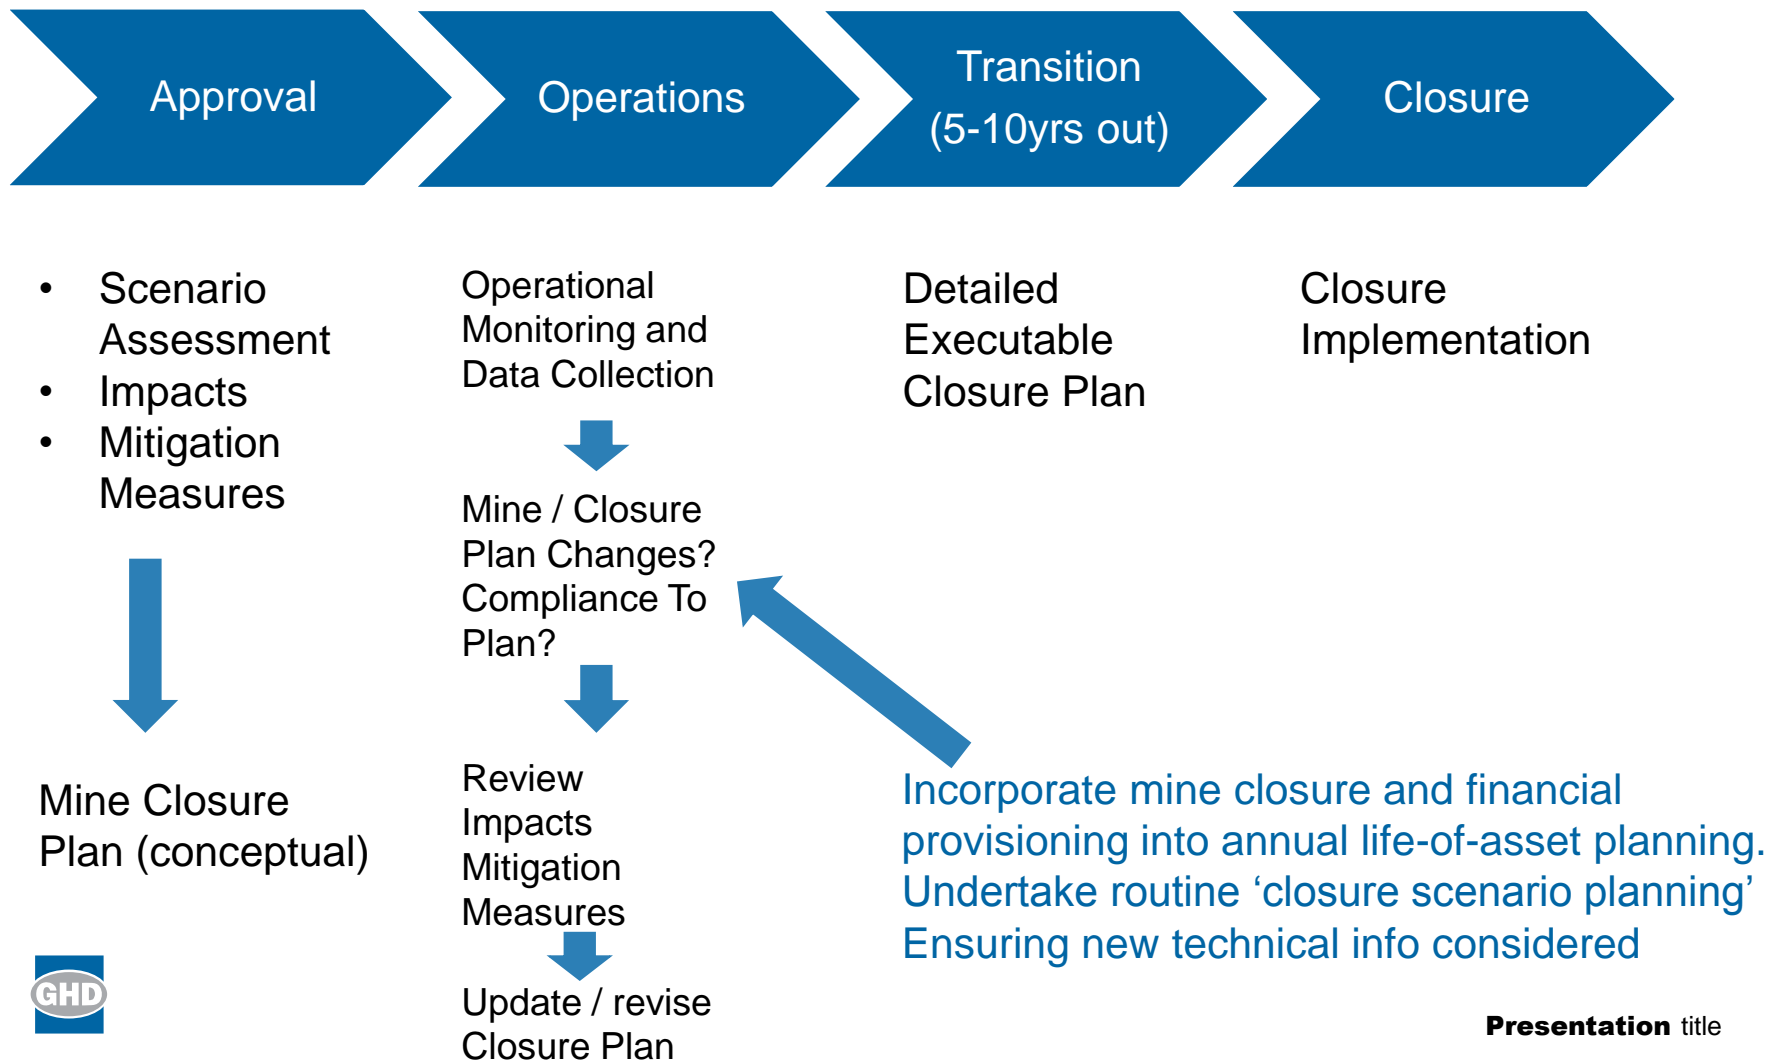 Approval
Operations
Transition
(5-10yrs out)
Closure
• Scenario
Assessment
• Impacts
• Mitigation
Measures
Mine Closure
Plan (conceptual)
Operational
Monitoring and
Data Collection
Mine / Closure
Plan Changes?
Compliance To
Plan?
Review
Impacts
Mitigation
Measures
Update / revise
Closure Plan
Detailed
Executable
Closure Plan
Closure
Implementation
Incorporate mine closure and financial
provisioning into annual life-of-asset planning.
Undertake routine ‘closure scenario planning’
Ensuring new technical info considered
GHD
Presentation title